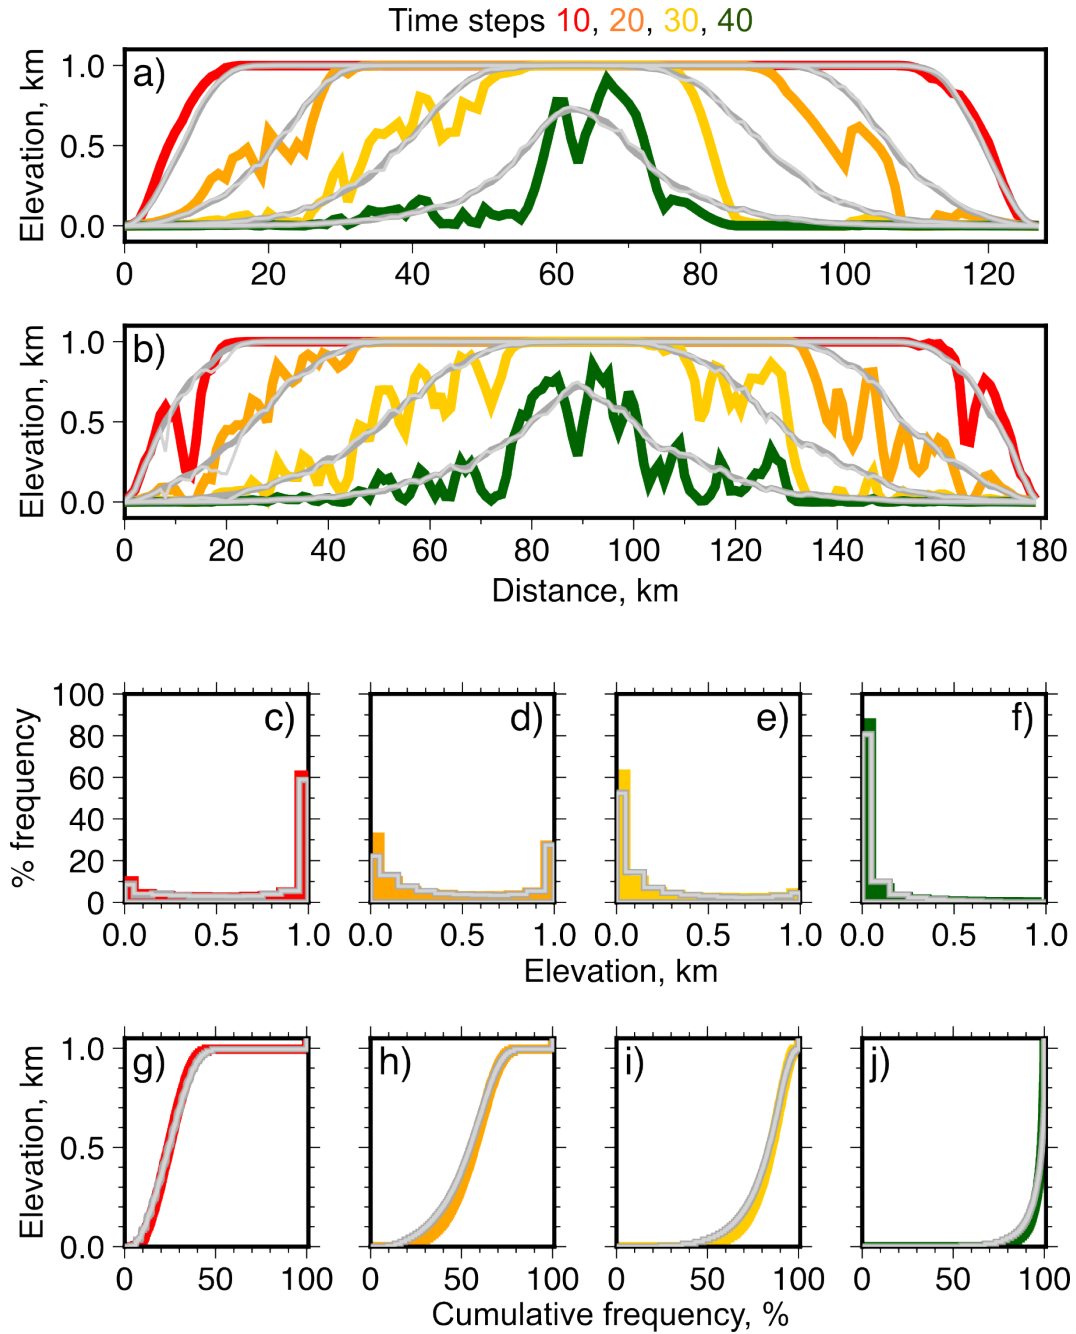 Time steps 10, 20, 30, 40
a)
Elevation, km
1.0
0.5
0.0
0 20 40 60 80 100 120
b)
Elevation, km
1.0
0.5
0.0
0 20 40 60 80 100 120 140 160 180
Distance, km
c) d) e) f)
% frequency
100
80
60
40
20
0
0.0 0.5 1.0 0.0 0.5 1.0 0.0 0.5 1.0 0.0 0.5 1.0
Elevation, km
g) h) i) j)
Elevation, km
1.0
0.5
0.0
0 50 100 0 50 100 0 50 100 0 50 100
Cumulative frequency, %